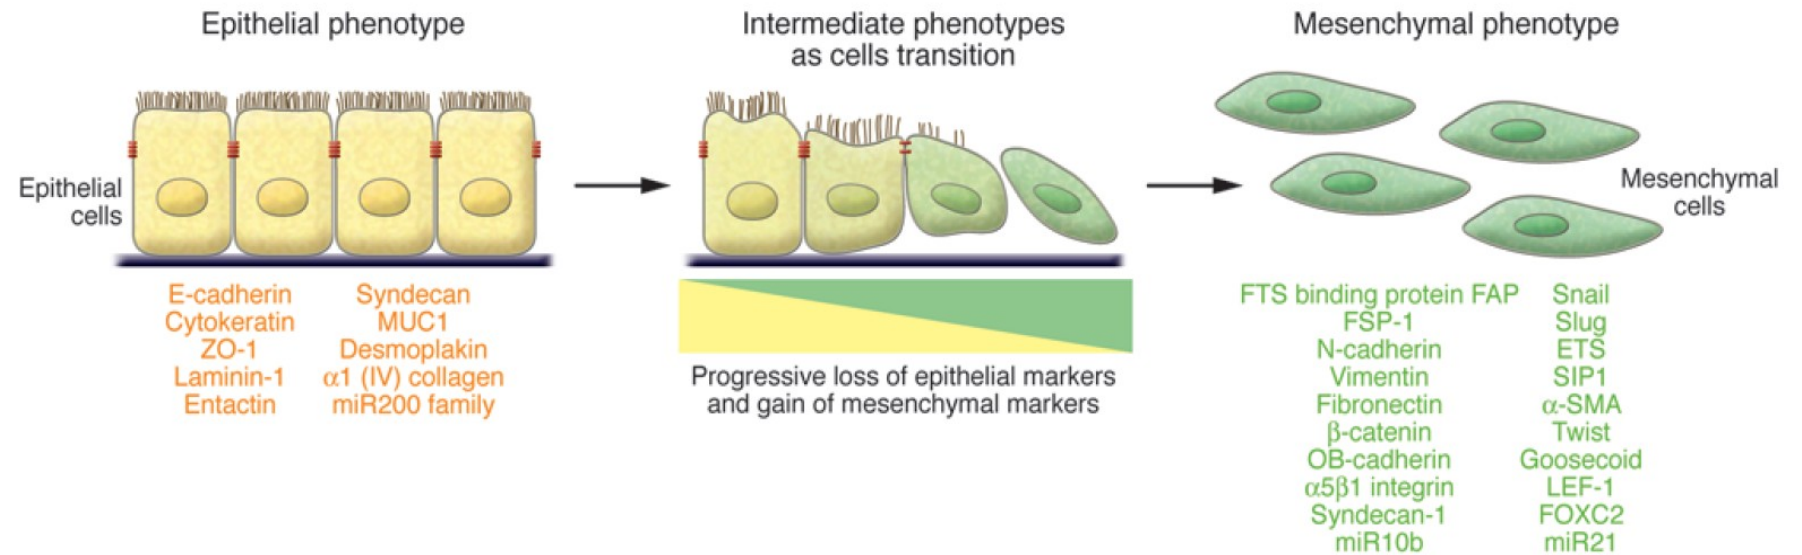 Epithelial phenotype
Intermediate phenotypes
as cells transition
Mesenchymal phenotype
Epithelial
cells
Mesenchymal
cells
E-cadherin
Cytokeratin
ZO-1
Laminin-1
Entactin
Syndecan
MUC1
Desmoplakin
α1 (IV) collagen
miR200 family
Progressive loss of epithelial markers
and gain of mesenchymal markers
FTS binding protein FAP
FSP-1
N-cadherin
Vimentin
Fibronectin
β-catenin
OB-cadherin
α5β1 integrin
Syndecan-1
miR10b
Snail
Slug
ETS
SIP1
α-SMA
Twist
Goosecoid
LEF-1
FOXC2
miR21